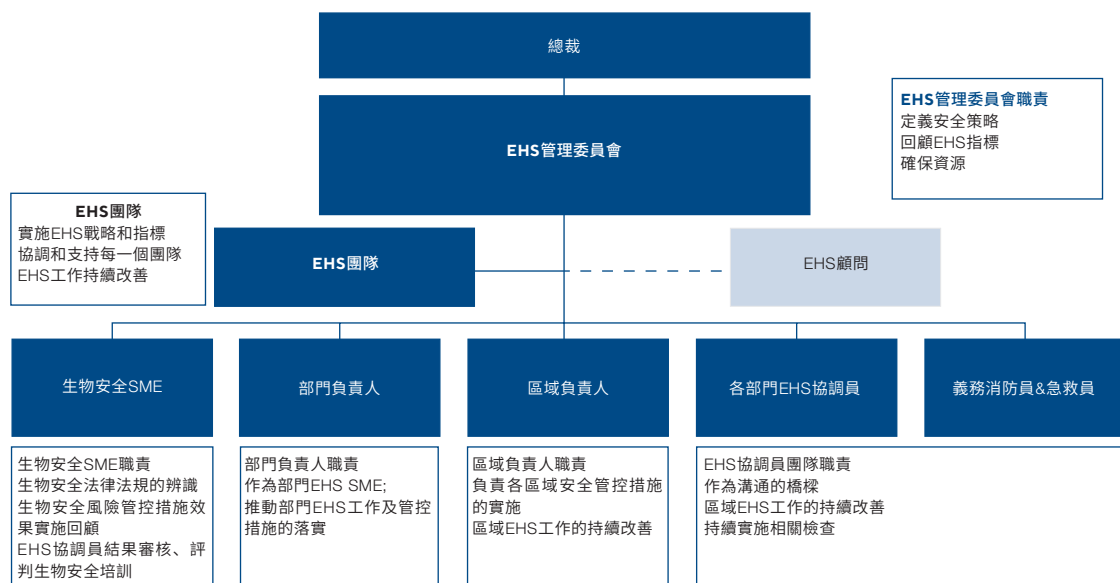 總裁
EHS管理委員會
EHS管理委員會職責
定義安全策略
回顧EHS指標
確保資源
EHS團隊
實施EHS戰略和指標
協調和支持每一個團隊
EHS工作持續改善
EHS團隊
EHS顧問
生物安全SME
部門負責人
區域負責人
各部門EHS協調員
義務消防員&急救員
生物安全SME職責
生物安全法律法規的辨識
生物安全風險管控措施效
果實施回顧
EHS協調員結果審核、評
判生物安全培訓
部門負責人職責
作為部門EHS SME;
推動部門EHS工作及管控
措施的落實
區域負責人職責
負責各區域安全管控措施
的實施
區域EHS工作的持續改善
EHS協調員團隊職責
作為溝通的橋樑
區域EHS工作的持續改善
持續實施相關檢查